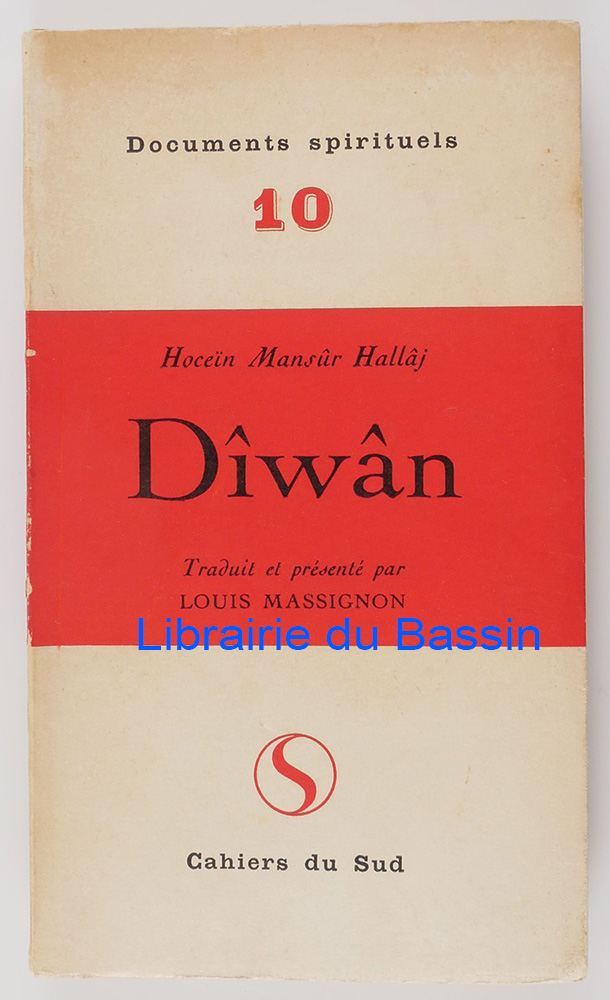 Documents spirituels
10
Hoceïn Mansûr Hallâj
Dîwân
Traduit et présenté par
LOUIS MASSIGNON
Librairie du Bassin
S
Cahiers du Sud